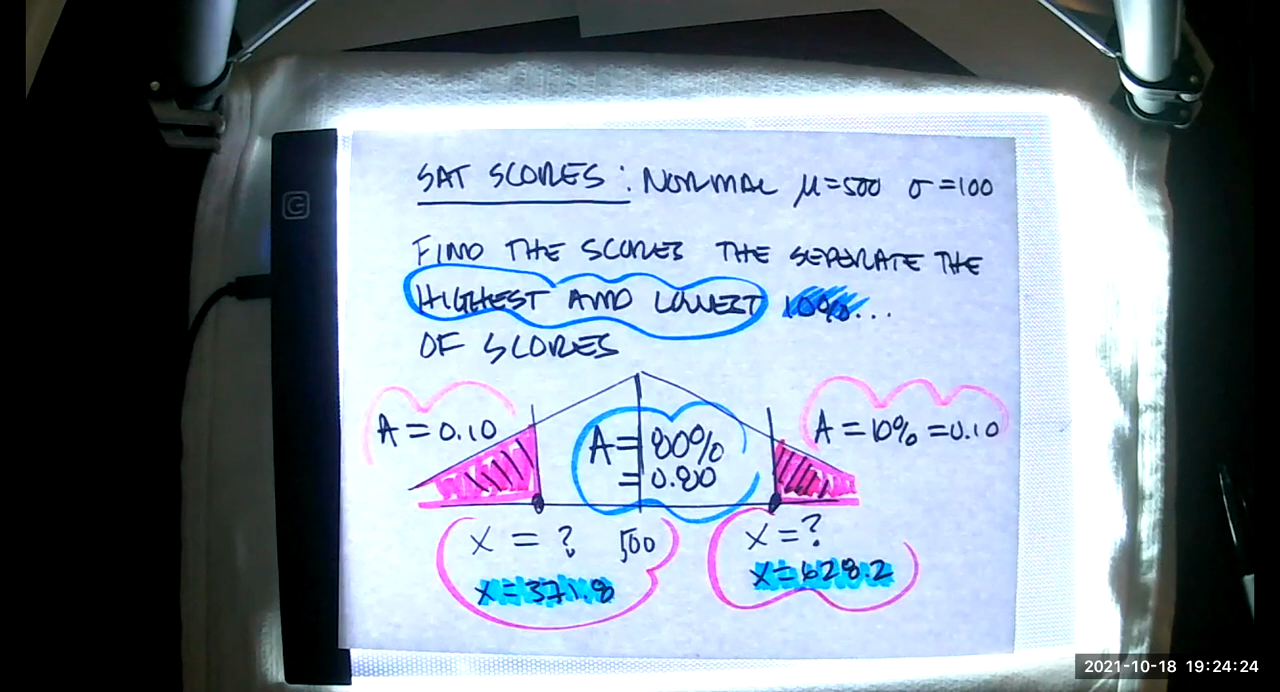 SAT SCORES: NORMAL μ=500 σ=100
FIND THE SCORES THE SEPERATE THE
HIGHEST AND LOWEST 10%...
OF SCORES
A=0.10
A=80%
=0.80
A=10%=0.10
x=?
500
x=?
x=371.8
x=628.2
2021-10-18 19:24:24